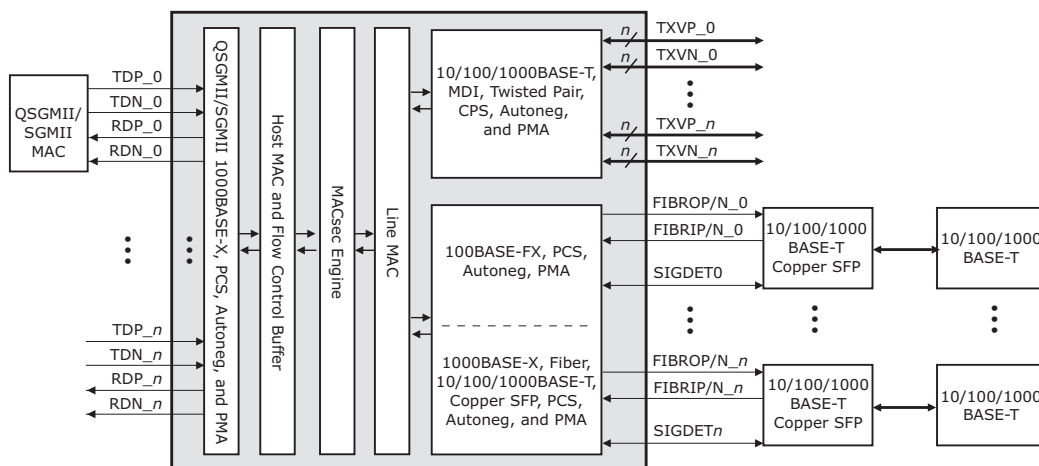 QSGMII/
SGMII
MAC
TDP_0
TDN_0
RDP_0
RDN_0
TDP_n
TDN_n
RDP_n
RDN_n
QSGMII/SGMII 1000BASE-X, PCS, Autoneg, and PMA
Host MAC and Flow Control Buffer
MACsec Engine
Line MAC
10/100/1000BASE-T,
MDI, Twisted Pair,
CPS, Autoneg,
and PMA
n
TXVP_0
n
TXVN_0
n
TXVP_n
n
TXVN_n
100BASE-FX, PCS,
Autoneg, PMA
1000BASE-X, Fiber,
10/100/1000BASE-T,
Copper SFP, PCS,
Autoneg, and PMA
FIBROP/N_0
FIBRIP/N_0
SIGDET0
10/100/1000
BASE-T
Copper SFP
10/100/1000
BASE-T
FIBROP/N_n
FIBRIP/N_n
SIGDETn
10/100/1000
BASE-T
Copper SFP
10/100/1000
BASE-T